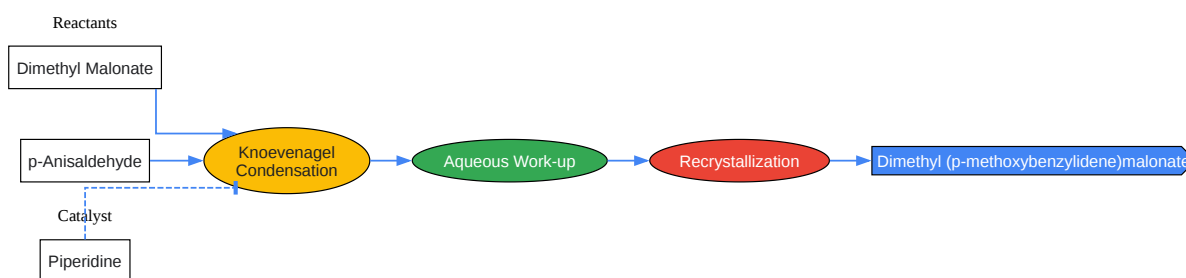 Reactants
Dimethyl Malonate
p-Anisaldehyde
Knoevenagel
Condensation
Aqueous Work-up
Recrystallization
Dimethyl (p-methoxybenzylidene)malonate
Catalyst
Piperidine